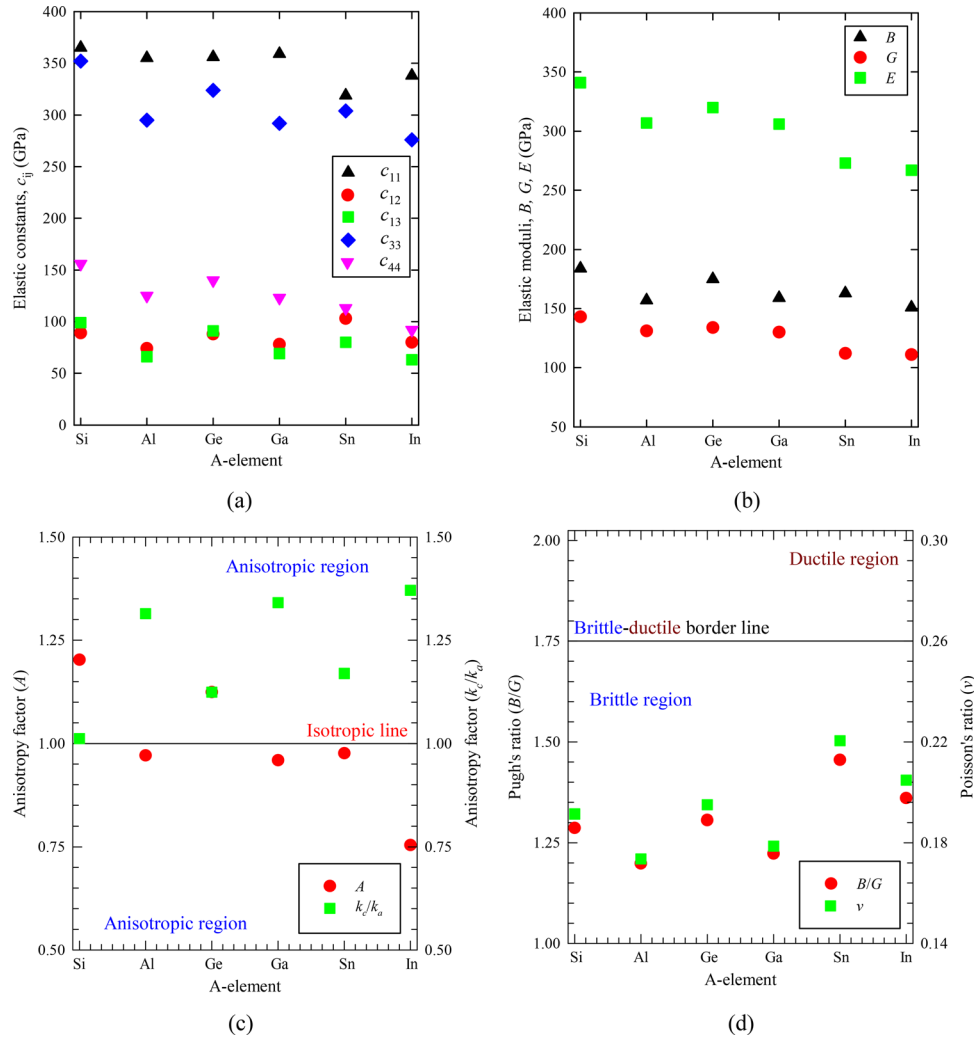 400
350
300
250
200
150
100
50
0
Elastic constants, cij (GPa)
c11
c12
c13
c33
c44
Si Al Ge Ga Sn In
A-element
(a)
450
400
350
300
250
200
150
100
50
Elastic moduli, B, G, E (GPa)
B
G
E
Si Al Ge Ga Sn In
A-element
(b)
1.50
1.25
1.00
0.75
0.50
Anisotropy factor (A)
Anisotropic region
Isotropic line
Anisotropic region
A
kc/ka
1.50
1.25
1.00
0.75
0.50
Anisotropy factor (kc/ka)
Si Al Ge Ga Sn In
A-element
(c)
2.00
1.75
1.50
1.25
1.00
Pugh's ratio (B/G)
Ductile region
Brittle-ductile border line
Brittle region
B/G
ν
0.30
0.26
0.22
0.18
0.14
Poisson's ratio (ν)
Si Al Ge Ga Sn In
A-element
(d)